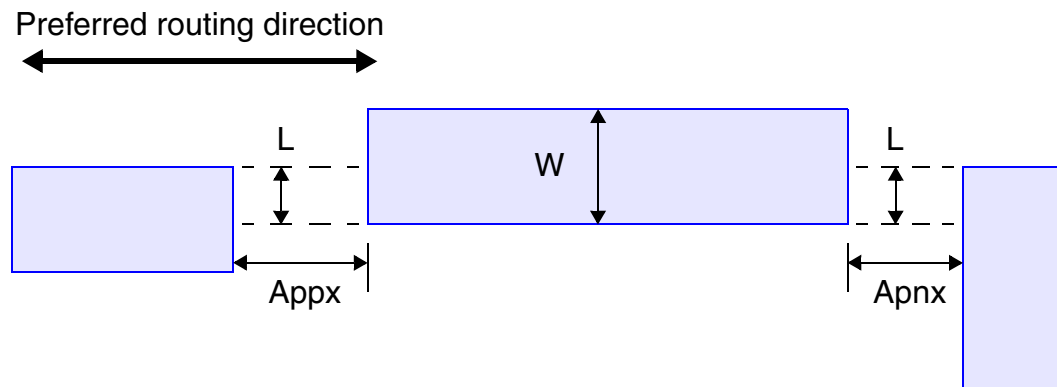 Preferred routing direction
L
W
L
Appx
Apnx